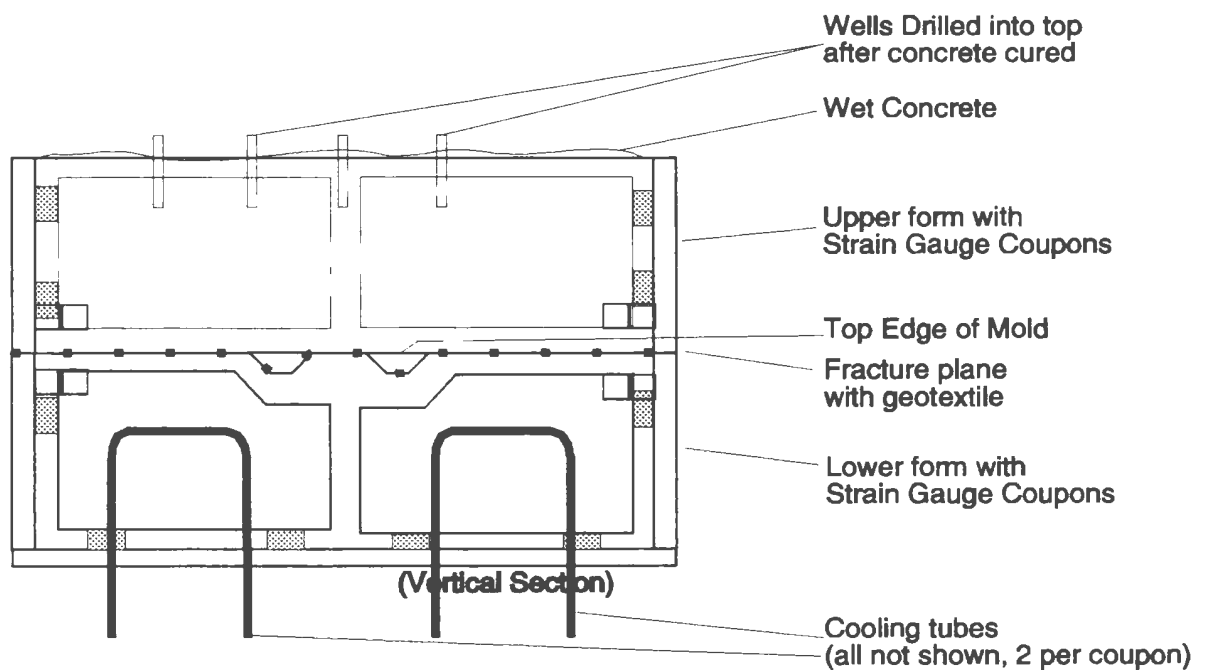 Wells Drilled into top
after concrete cured
Wet Concrete
Upper form with
Strain Gauge Coupons
Top Edge of Mold
Fracture plane
with geotextile
Lower form with
Strain Gauge Coupons
(Vertical Section)
Cooling tubes
(all not shown, 2 per coupon)